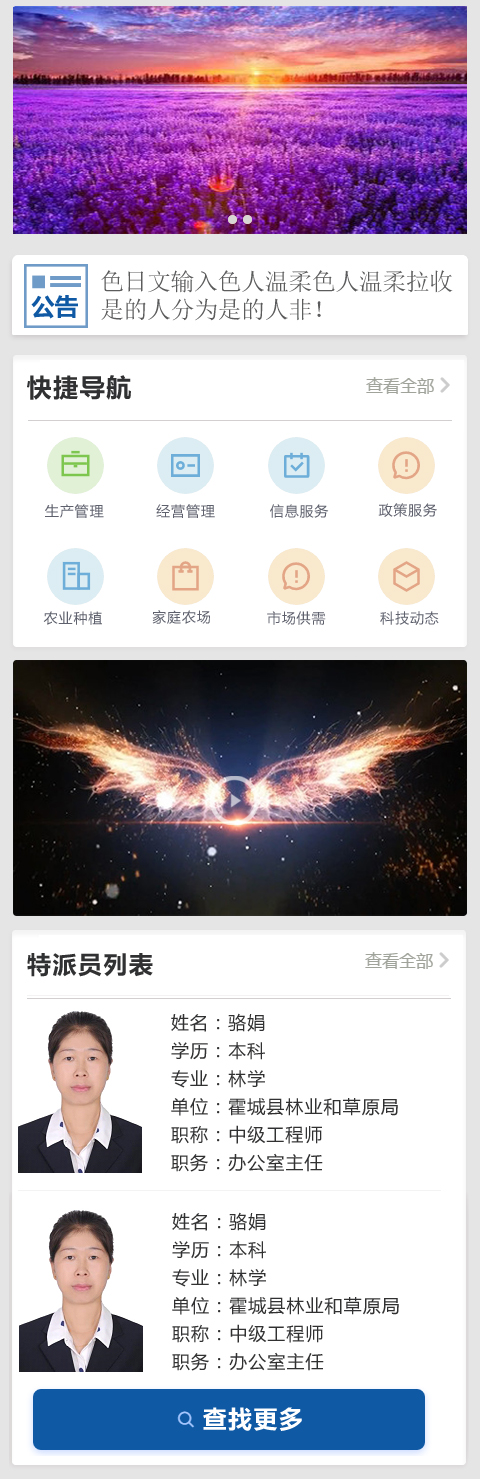 公告
色日文输入色人温柔色人温柔拉收
是的人分为是的人非！
快捷导航
查看全部
生产管理 经营管理 信息服务 政策服务
农业种植 家庭农场 市场供需 科技动态
特派员列表
查看全部
姓名：骆娟
学历：本科
专业：林学
单位：霍城县林业和草原局
职称：中级工程师
职务：办公室主任
姓名：骆娟
学历：本科
专业：林学
单位：霍城县林业和草原局
职称：中级工程师
职务：办公室主任
查找更多